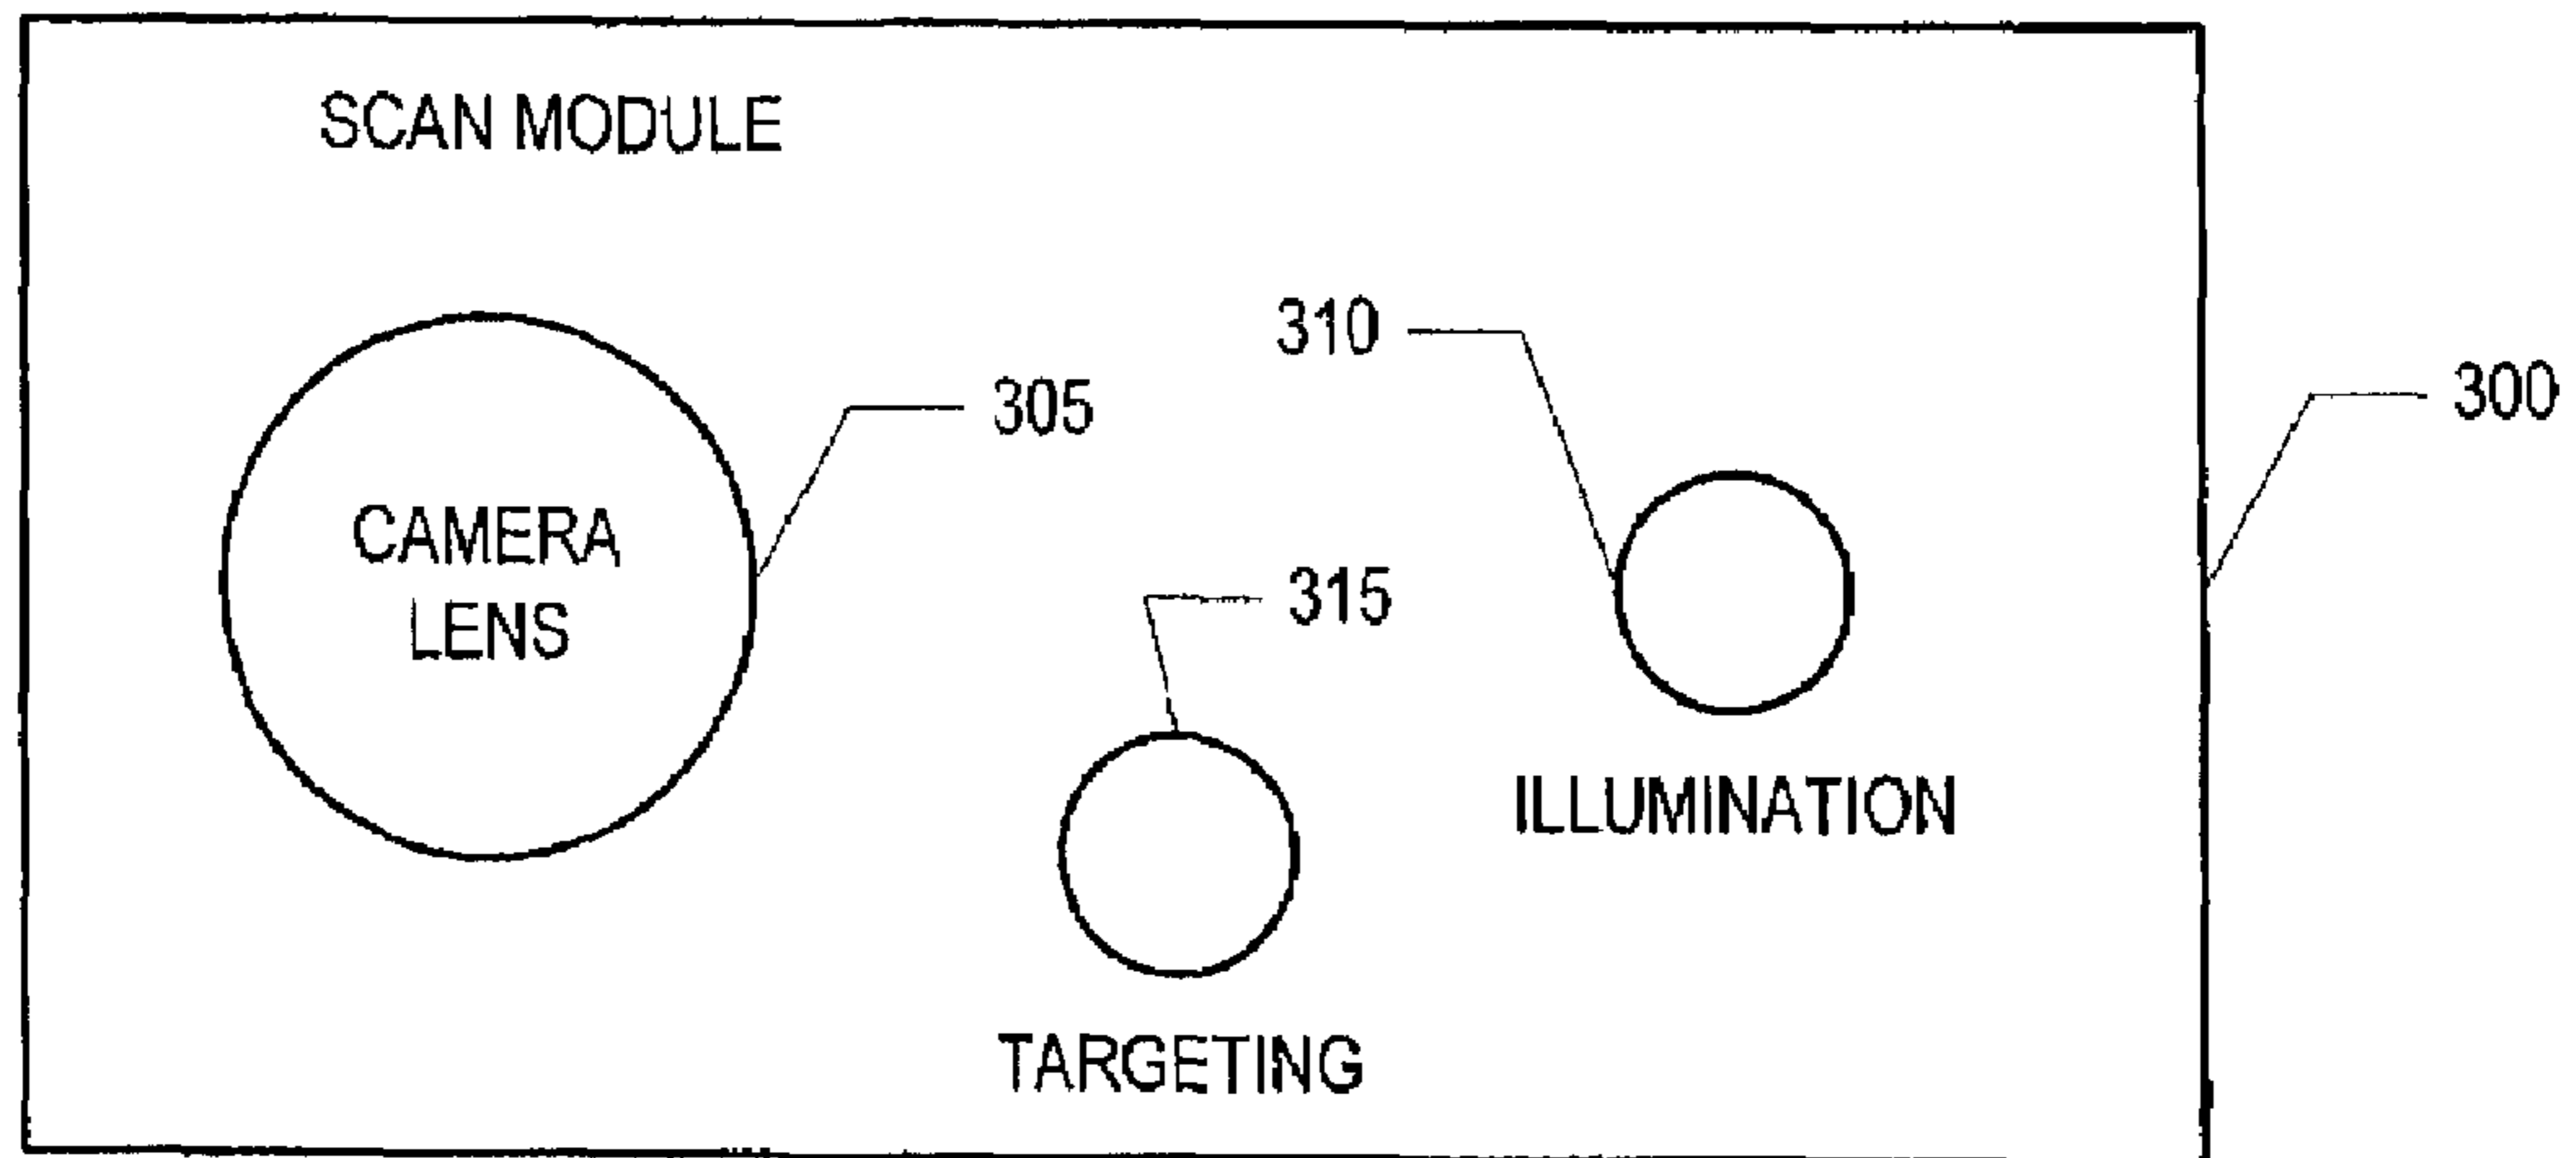 SCAN MODULE
310
300
305
CAMERA
LENS
315
ILLUMINATION
TARGETING